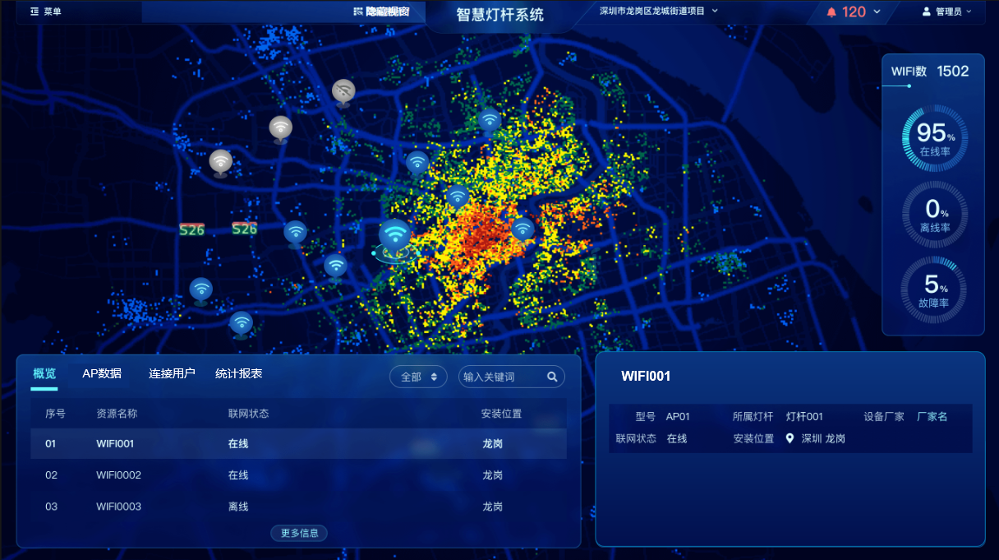 菜单
隐藏视窗
智慧灯杆系统
深圳市龙岗区龙城街道项目
120
管理员
WIFI数 1502
95%
在线率
0%
离线率
5%
故障率
S26 S26
概览 AP数据 连接用户 统计报表 全部 输入关键词
序号 资源名称 联网状态 安装位置
01 WIFI001 在线 龙岗
02 WIFI0002 在线 龙岗
03 WIFI0003 离线 龙岗
更多信息
WIFI001
型号 AP01 所属灯杆 灯杆001 设备厂家 厂家名
联网状态 在线 安装位置 深圳 龙岗